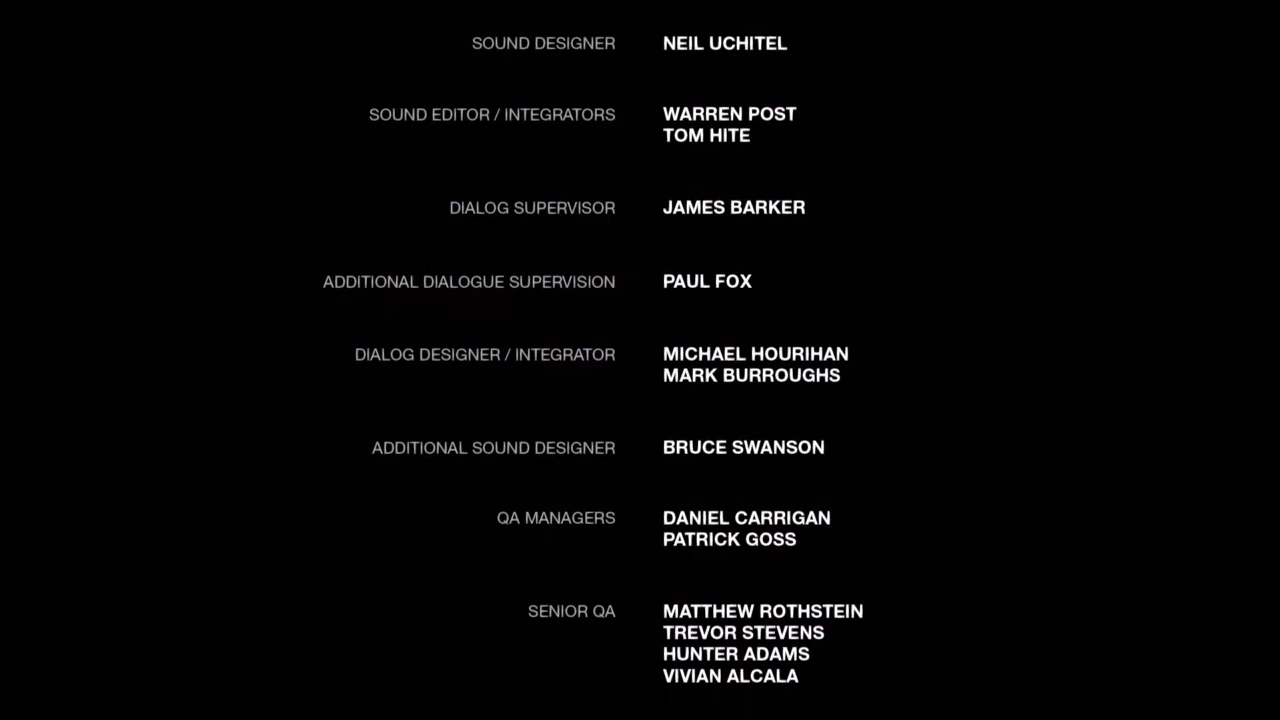 SOUND DESIGNER NEIL UCHITEL
SOUND EDITOR / INTEGRATORS WARREN POST
TOM HITE
DIALOG SUPERVISOR JAMES BARKER
ADDITIONAL DIALOGUE SUPERVISION PAUL FOX
DIALOG DESIGNER / INTEGRATOR MICHAEL HOURIHAN
MARK BURROUGHS
ADDITIONAL SOUND DESIGNER BRUCE SWANSON
QA MANAGERS DANIEL CARRIGAN
PATRICK GOSS
SENIOR QA MATTHEW ROTHSTEIN
TREVOR STEVENS
HUNTER ADAMS
VIVIAN ALCALA